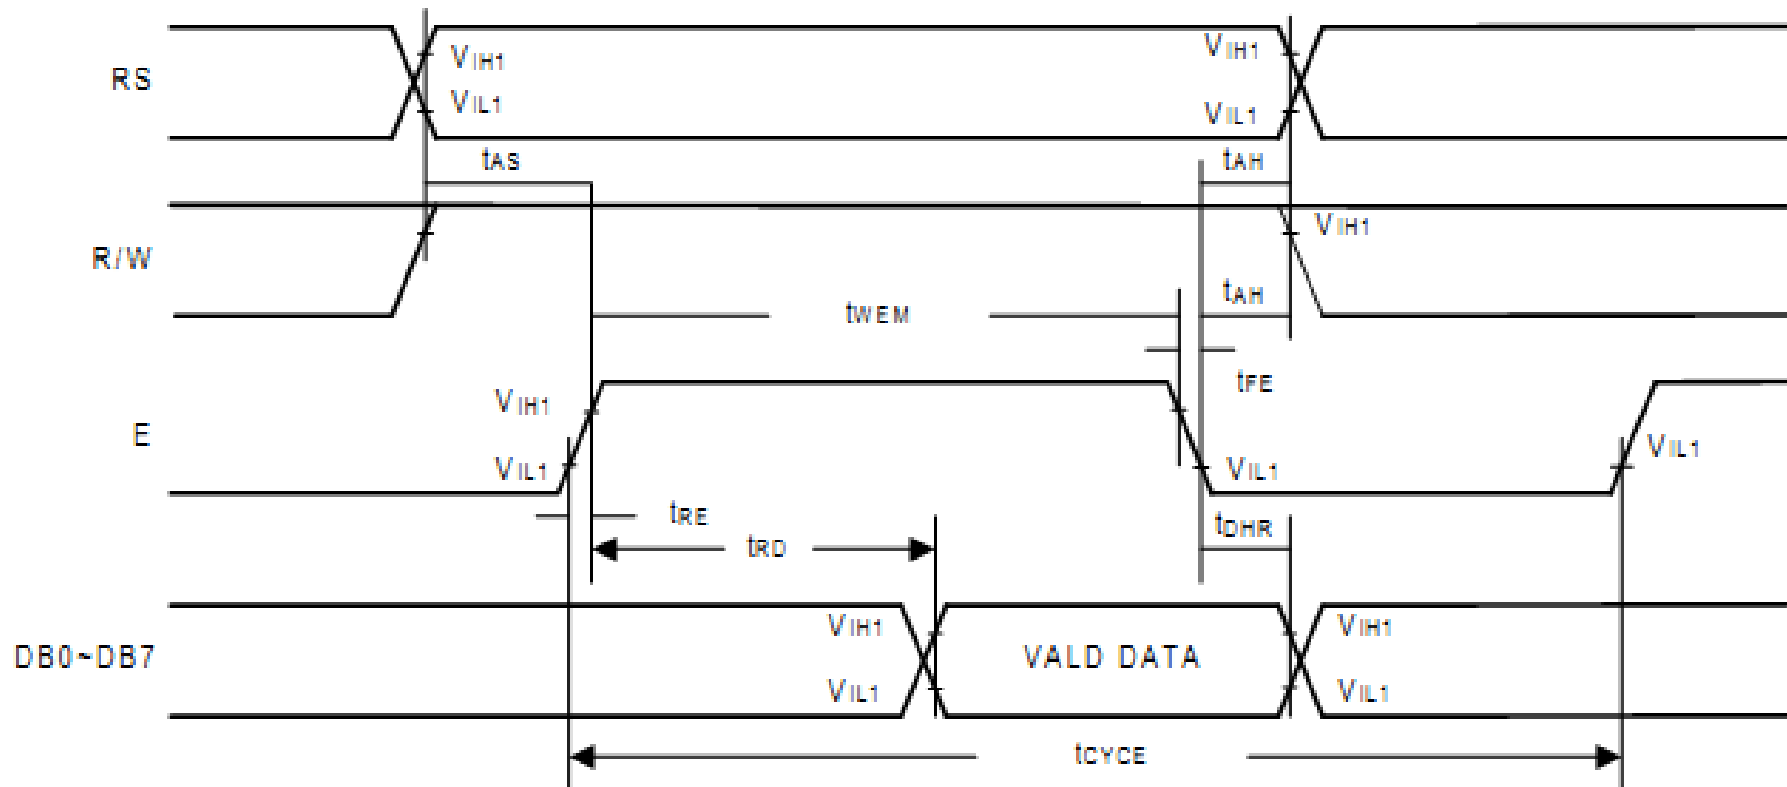 VIH1 VIH1
RS
VIL1 VIL1
tAS tAH
VIH1
R/W
tAH
tWEM
tFE
VIH1
E
VIL1 VIL1 VIL1
tRE tDHR
tRD
VIH1 VIH1
DB0~DB7 VALD DATA
VIL1 VIL1
tCYCE